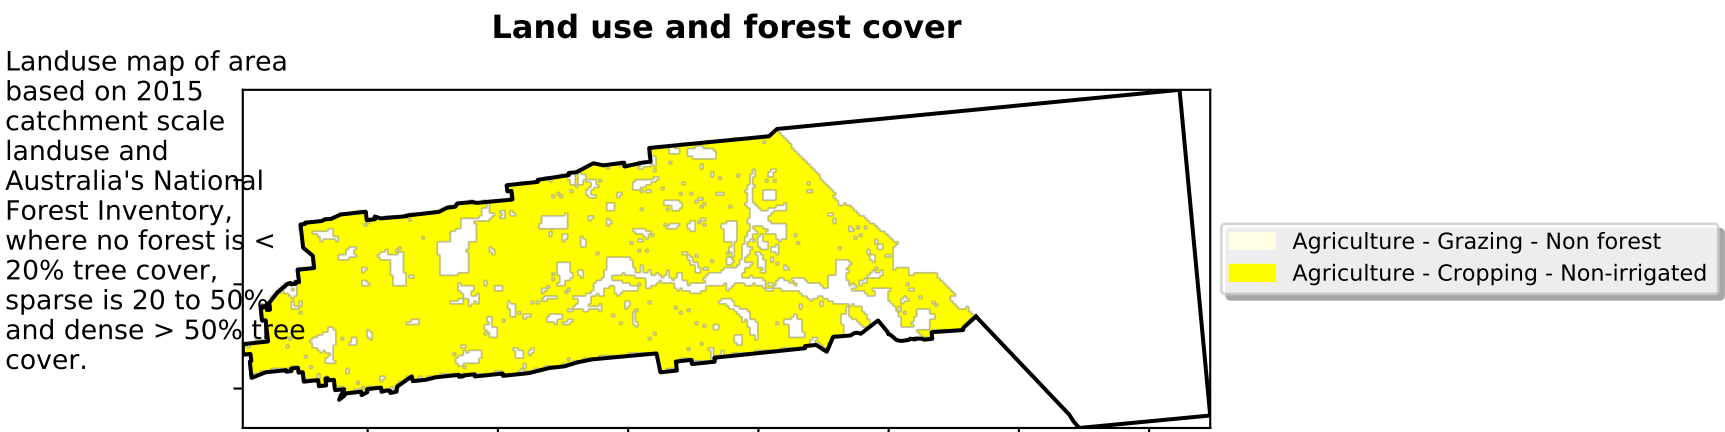 Land use and forest cover
Landuse map of area
based on 2015
catchment scale
landuse and
Australia's National
Forest Inventory,
where no forest is <
20% tree cover,
sparse is 20 to 50%
and dense > 50% tree
cover.
Agriculture - Grazing - Non forest
Agriculture - Cropping - Non-irrigated